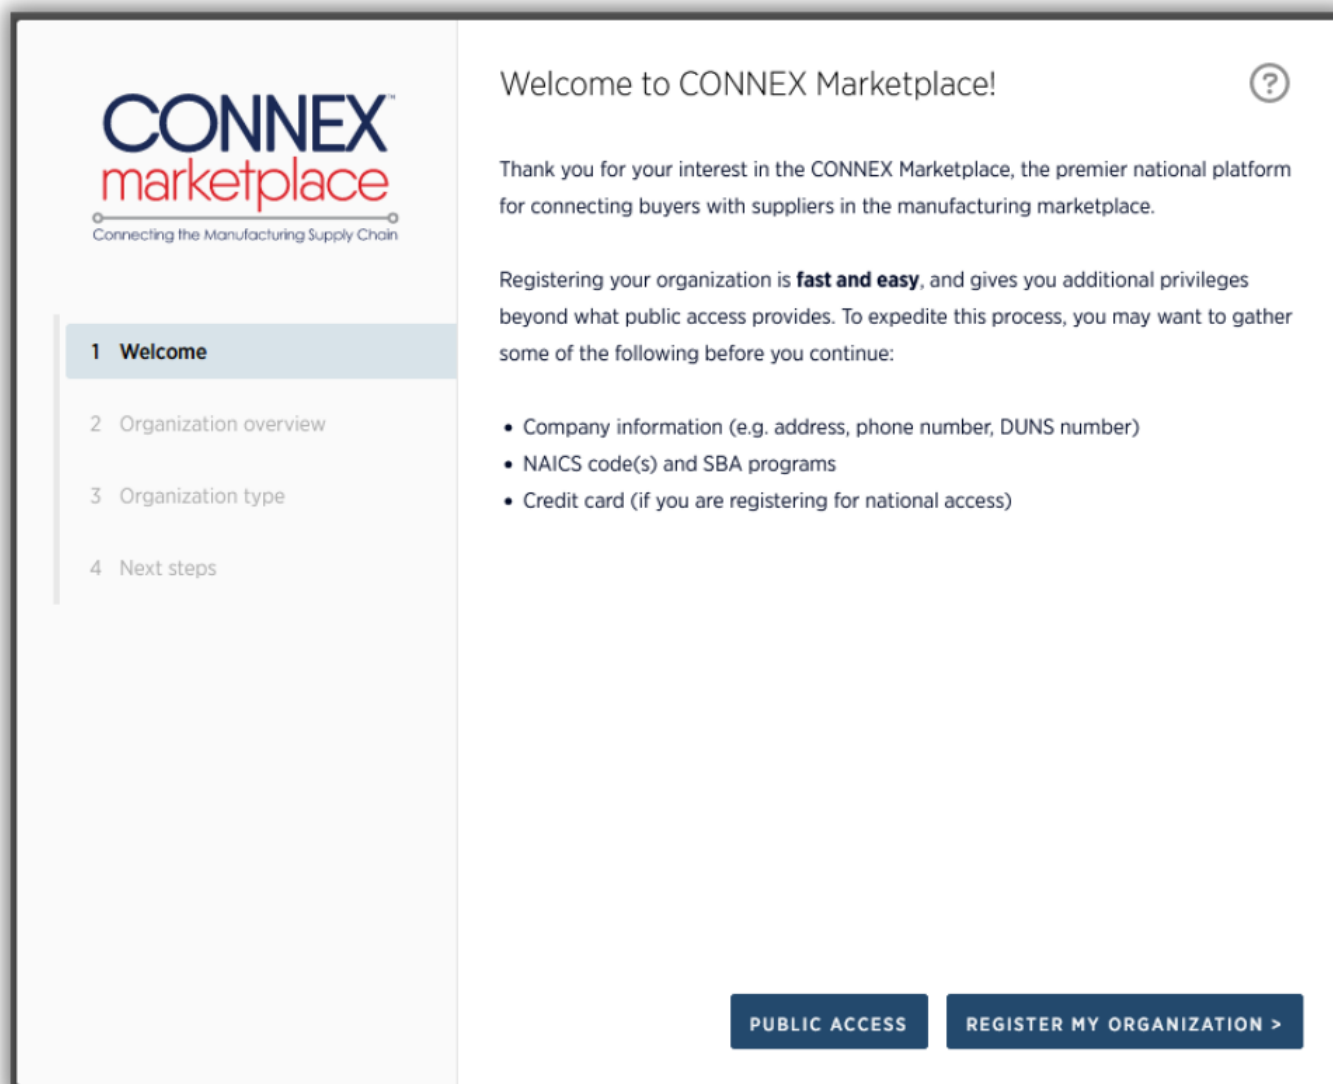 CONNEX™
marketplace
Connecting the Manufacturing Supply Chain
1 Welcome
2 Organization overview
3 Organization type
4 Next steps
Welcome to CONNEX Marketplace!
?
Thank you for your interest in the CONNEX Marketplace, the premier national platform
for connecting buyers with suppliers in the manufacturing marketplace.
Registering your organization is fast and easy, and gives you additional privileges
beyond what public access provides. To expedite this process, you may want to gather
some of the following before you continue:
• Company information (e.g. address, phone number, DUNS number)
• NAICS code(s) and SBA programs
• Credit card (if you are registering for national access)
PUBLIC ACCESS
REGISTER MY ORGANIZATION >